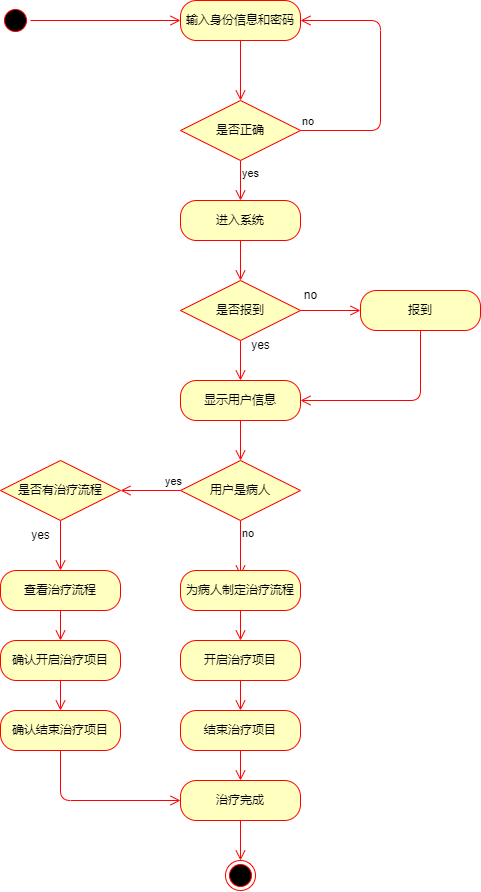 输入身份信息和密码
no
是否正确
yes
进入系统
no
是否报到
报到
yes
显示用户信息
yes
是否有治疗流程
用户是病人
yes
no
查看治疗流程
为病人制定治疗流程
确认开启治疗项目
开启治疗项目
确认结束治疗项目
结束治疗项目
治疗完成